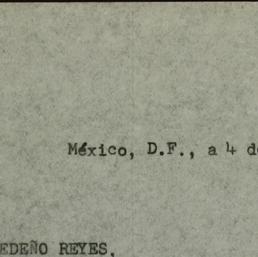 México, D.F., a 4 de
EDEÑO REYES.